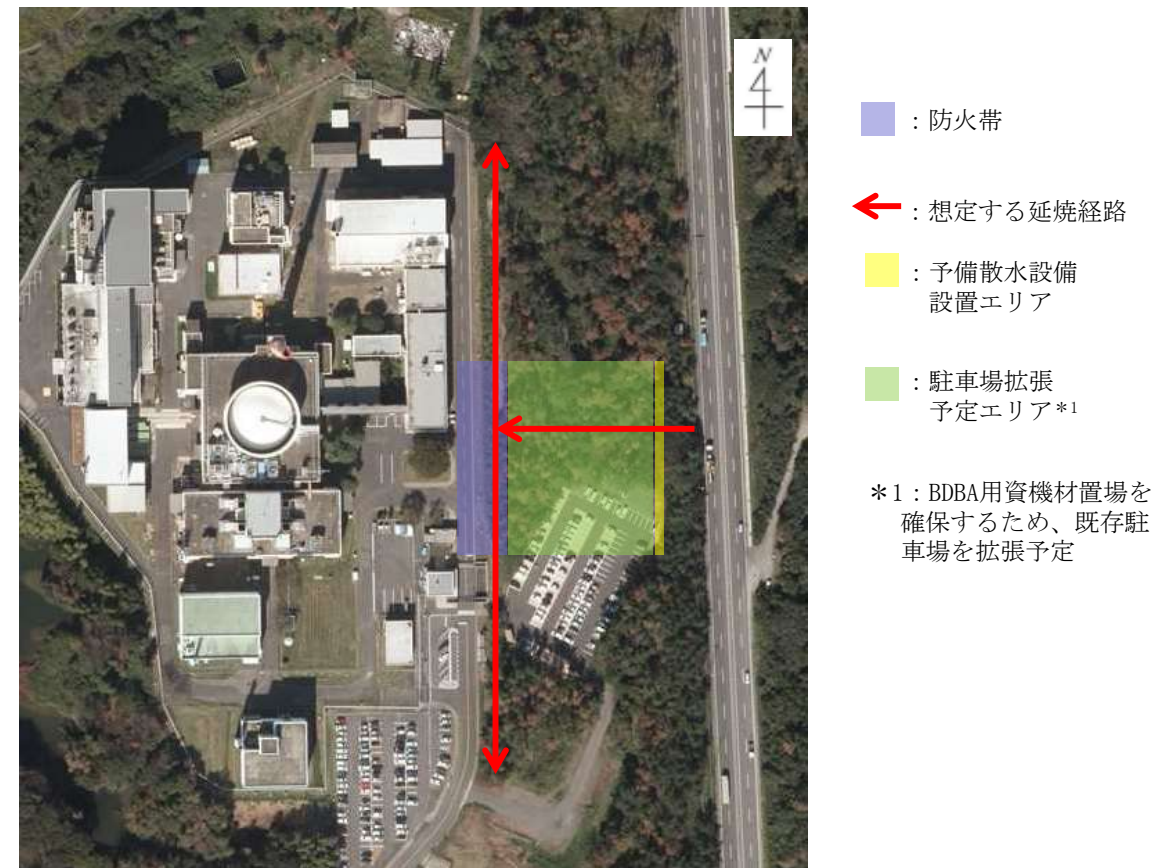 N
：防火帯
：想定する延焼経路
：予備散水設備
設置エリア
：駐車場拡張
予定エリア*1
＊1：BDBA用資機材置場を
確保するため、既存駐
車場を拡張予定